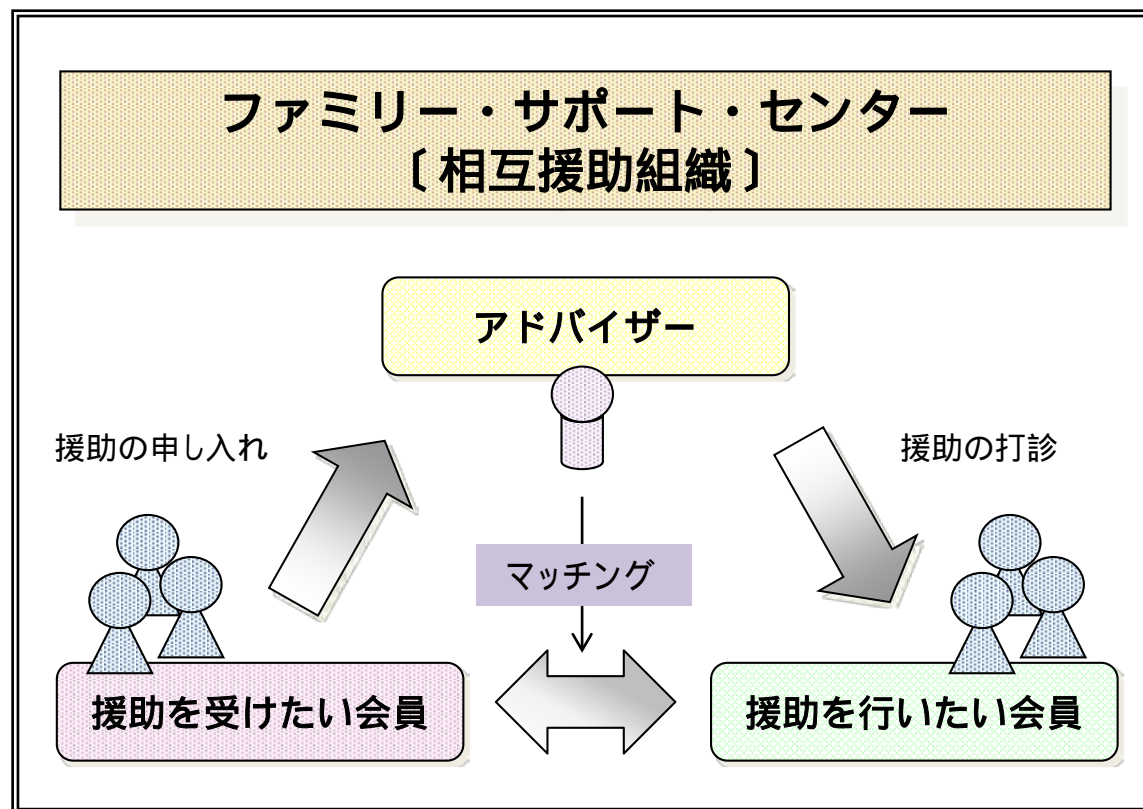 ファミリー・サポート・センター
〔相互援助組織〕
アドバイザー
援助の申し入れ
援助の打診
マッチング
援助を受けたい会員
援助を行いたい会員